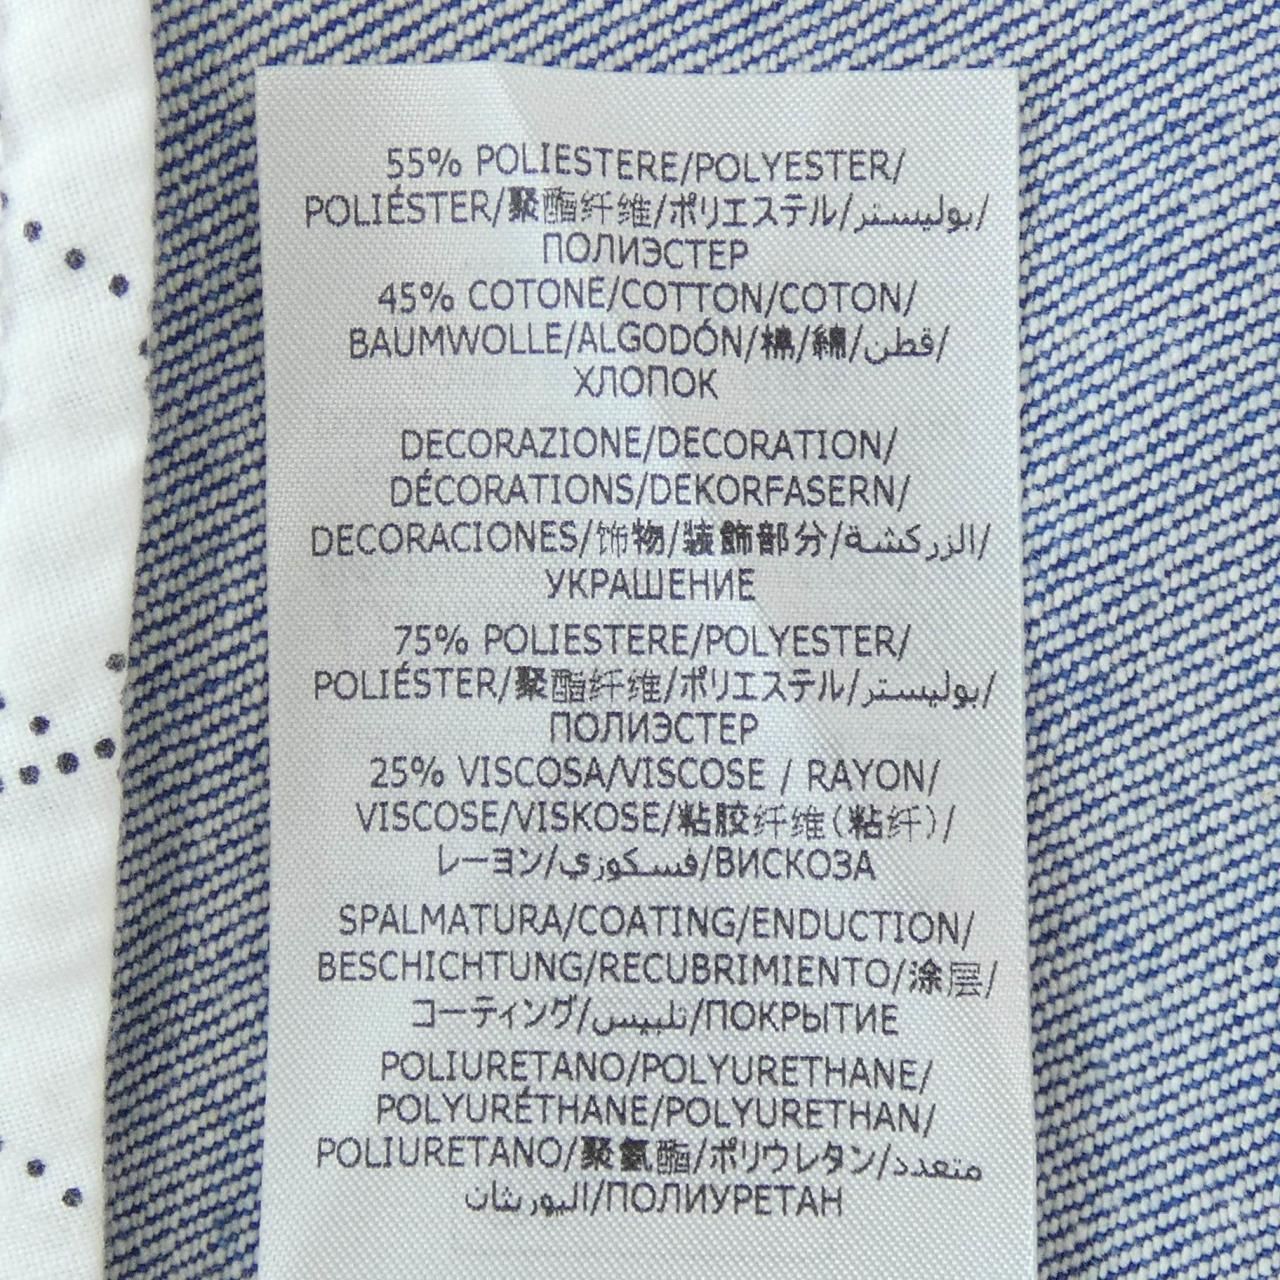 55% POLIESTERE/POLYESTER/
POLIÉSTER/聚酯纤维/ポリエステル/بوليستر/
ПОЛИЭСТЕР
45% COTONE/COTTON/COTON/
BAUMWOLLE/ALGODÓN/棉/綿/قطن/
ХЛОПОК
DECORAZIONE/DECORATION/
DÉCORATIONS/DEKORFASERN/
DECORACIONES/饰物/装飾部分/الزركشة/
УКРАШЕНИЕ
75% POLIESTERE/POLYESTER/
POLIÉSTER/聚酯纤维/ポリエステル/بوليستر/
ПОЛИЭСТЕР
25% VISCOSA/VISCOSE / RAYON/
VISCOSE/VISKOSE/粘胶纤维(粘纤)/
レーヨン/فسكوزي/ВИСКОЗА
SPALMATURA/COATING/ENDUCTION/
BESCHICHTUNG/RECUBRIMIENTO/涂层/
コーティング/تلبيس/ПОКРЫТИЕ
POLIURETANO/POLYURETHANE/
POLYURÉTHANE/POLYURETHAN/
POLIURETANO/聚氨酯/ポリウレタン/متعدد
اليوريثان/ПОЛИУРЕТАН